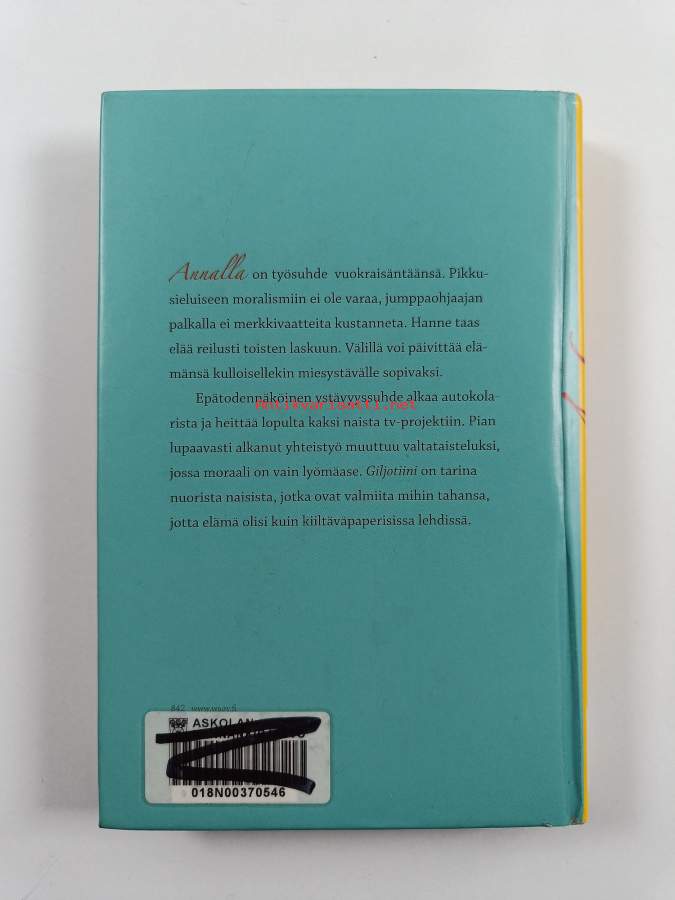 Annalla on työsuhde vuokraisäntäänsä. Pikku-
sieluiseen moralismiin ei ole varaa, jumppaohjaajan
palkalla ei merkkivaatteita kustanneta. Hanne taas
elää reilusti toisten laskuun. Välillä voi päivittää elä-
mänsä kulloisellekin miesystävälle sopivaksi.
Epätodennäköinen ystävyyssuhde alkaa autokola-
Antikvariaatti.net
rista ja heittää lopulta kaksi naista tv-projektiin. Pian
lupaavasti alkanut yhteistyö muuttuu valtataisteluksi,
jossa moraali on vain lyömäase. Giljotiini on tarina
nuorista naisista, jotka ovat valmiita mihin tahansa,
jotta elämä olisi kuin kiiltäväpaperisissa lehdissä.
842 www.wsoy.fi
018N00370546